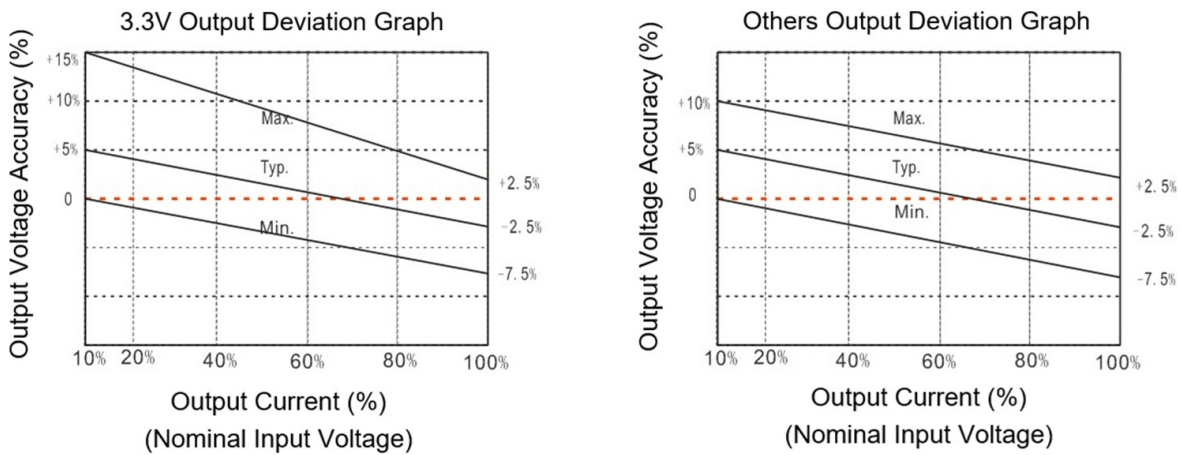 3.3V Output Deviation Graph
Output Voltage Accuracy (%)
+15%
+10%
+5%
0
Max.
Typ.
Min.
+2.5%
-2.5%
-7.5%
10% 20% 40% 60% 80% 100%
Output Current (%)
(Nominal Input Voltage)
Others Output Deviation Graph
Output Voltage Accuracy (%)
+10%
+5%
0
Max.
Typ.
Min.
+2.5%
-2.5%
-7.5%
10% 20% 40% 60% 80% 100%
Output Current (%)
(Nominal Input Voltage)